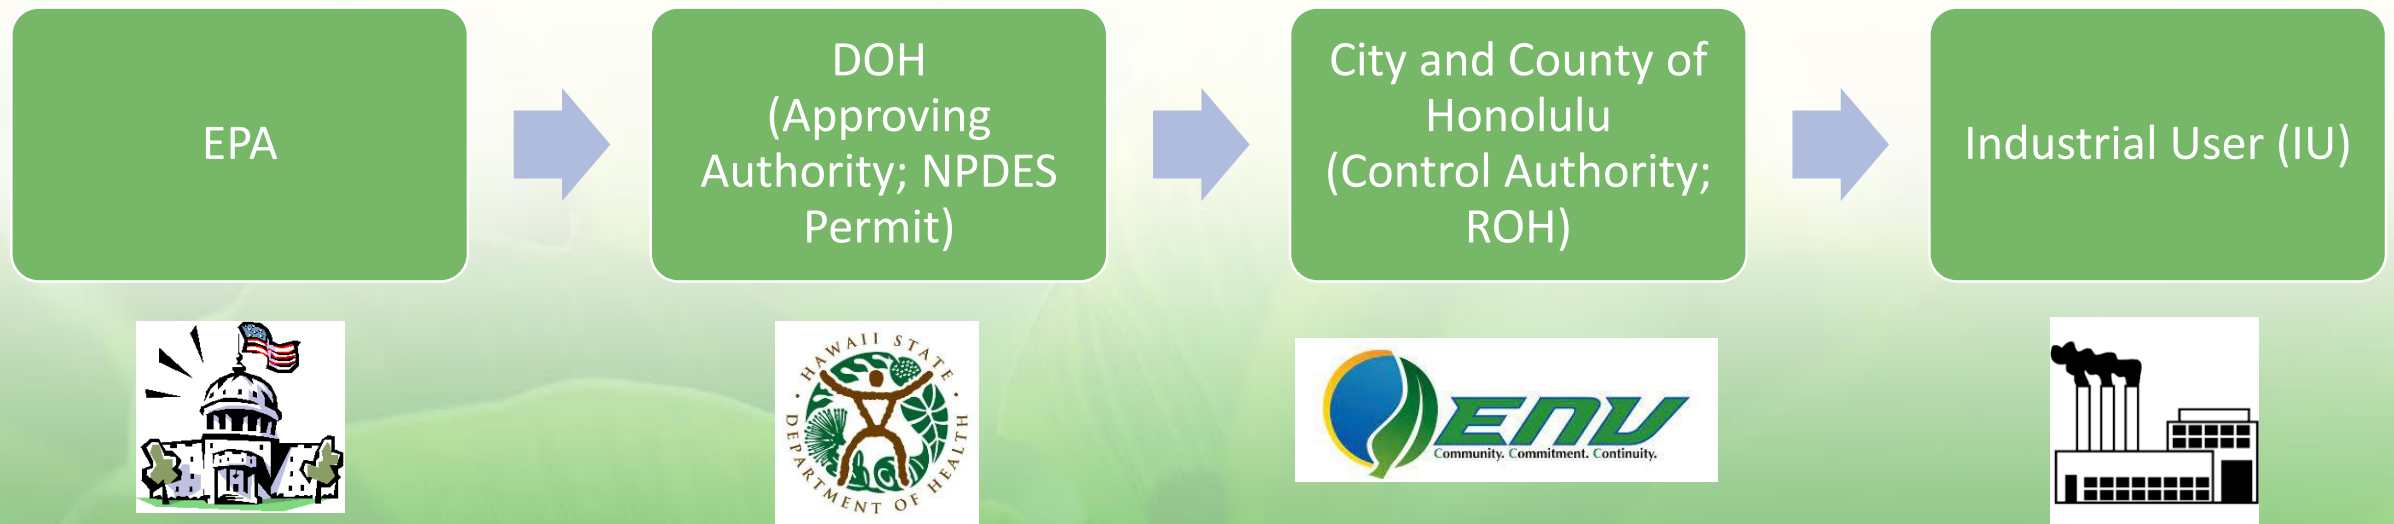 EPA
DOH
(Approving
Authority; NPDES
Permit)
City and County of
Honolulu
(Control Authority;
ROH)
Industrial User (IU)
HAWAII STATE
DEPARTMENT OF HEALTH
ENV
Community. Commitment. Continuity.